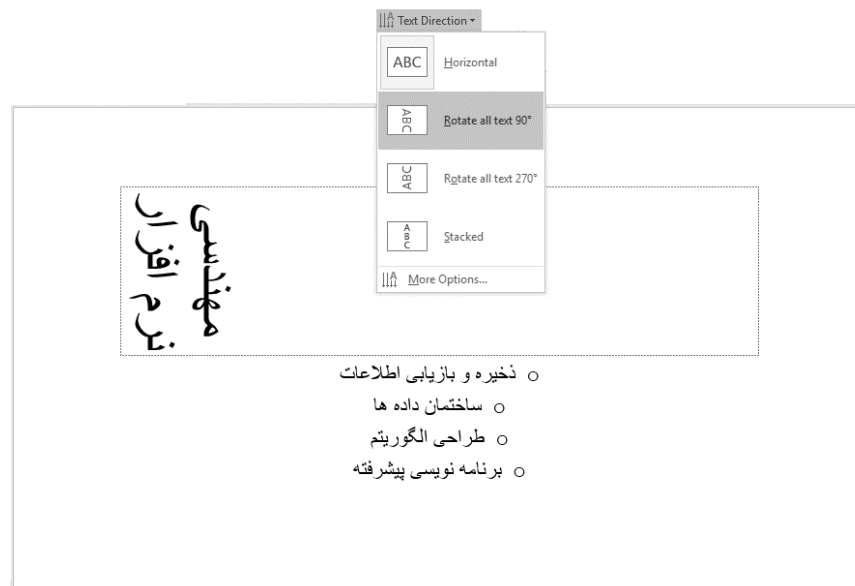 Text Direction
ABC Horizontal
ABC Rotate all text 90°
ABC Rotate all text 270°
ABC Stacked
More Options...
مهندسی
نرم افزار
ذخیره و بازیابی اطلاعات
ساختمان داده ها
طراحی الگوریتم
برنامه نویسی پیشرفته